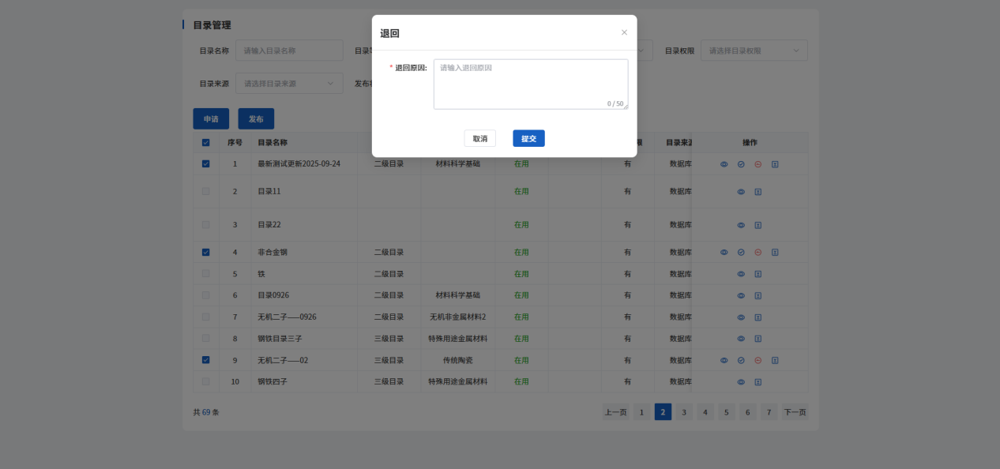 目录管理
退回
目录名称 请输入目录名称 目录 目录权限 请选择目录权限
* 退回原因: 请输入退回原因
目录来源 请选择目录来源 发布
0 / 50
申请 发布
取消 提交
序号 目录名称 限 目录来源 操作
1 最新测试更新2025-09-24 二级目录 材料科学基础 在用 有 数据库
2 目录11 在用 有 数据库
3 目录22 在用 有 数据库
4 非合金钢 二级目录 在用 有 数据库
5 铁 二级目录 在用 有 数据库
6 目录0926 二级目录 材料科学基础 在用 有 数据库
7 无机二子——0926 二级目录 无机非金属材料2 在用 有 数据库
8 钢铁目录三子 三级目录 特殊用途金属材料 在用 有 数据库
9 无机二子——02 三级目录 传统陶瓷 在用 有 数据库
10 钢铁四子 三级目录 特殊用途金属材料 在用 有 数据库
共 69 条 上一页 1 2 3 4 5 6 7 下一页